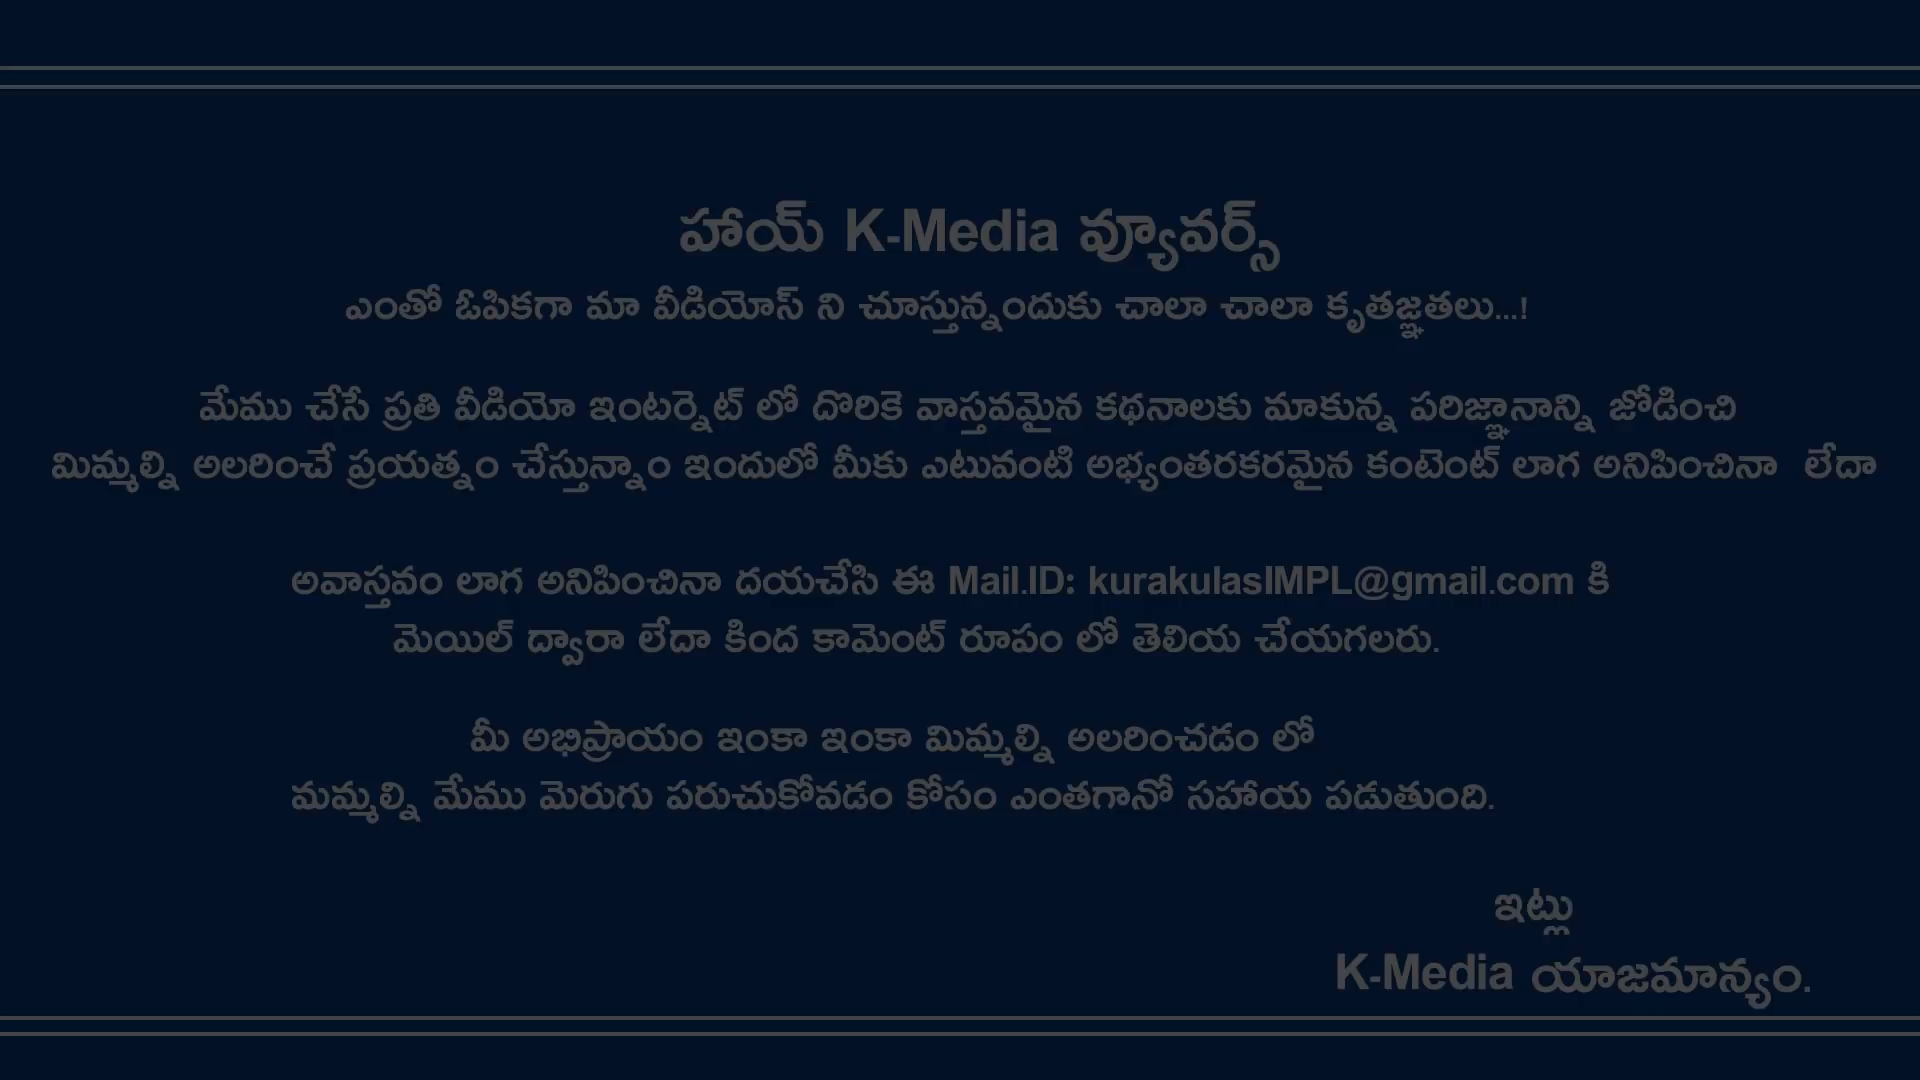 హాయ్ K-Media వ్యూవర్స్
ఎంతో ఓపికగా మా వీడియోస్ ని చూస్తున్నందుకు చాలా చాలా కృతజ్ఞతలు...!
మేము చేసే ప్రతి వీడియో ఇంటర్నెట్ లో దొరికె వాస్తవమైన కథనాలకు మాకున్న పరిజ్ఞానాన్ని జోడించి
మిమ్మల్ని అలరించే ప్రయత్నం చేస్తున్నాం ఇందులో మీకు ఎటువంటి అభ్యంతరకరమైన కంటెంట్ లాగ అనిపించినా లేదా
అవాస్తవం లాగ అనిపించినా దయచేసి ఈ Mail.ID: kurakulasIMPL@gmail.com కి
మెయిల్ ద్వారా లేదా కింద కామెంట్ రూపం లో తెలియ చేయగలరు.
మీ అభిప్రాయం ఇంకా ఇంకా మిమ్మల్ని అలరించడం లో
మమ్మల్ని మేము మెరుగు పరుచుకోవడం కోసం ఎంతగానో సహాయ పడుతుంది.
ఇట్లు
K-Media యాజమాన్యం.